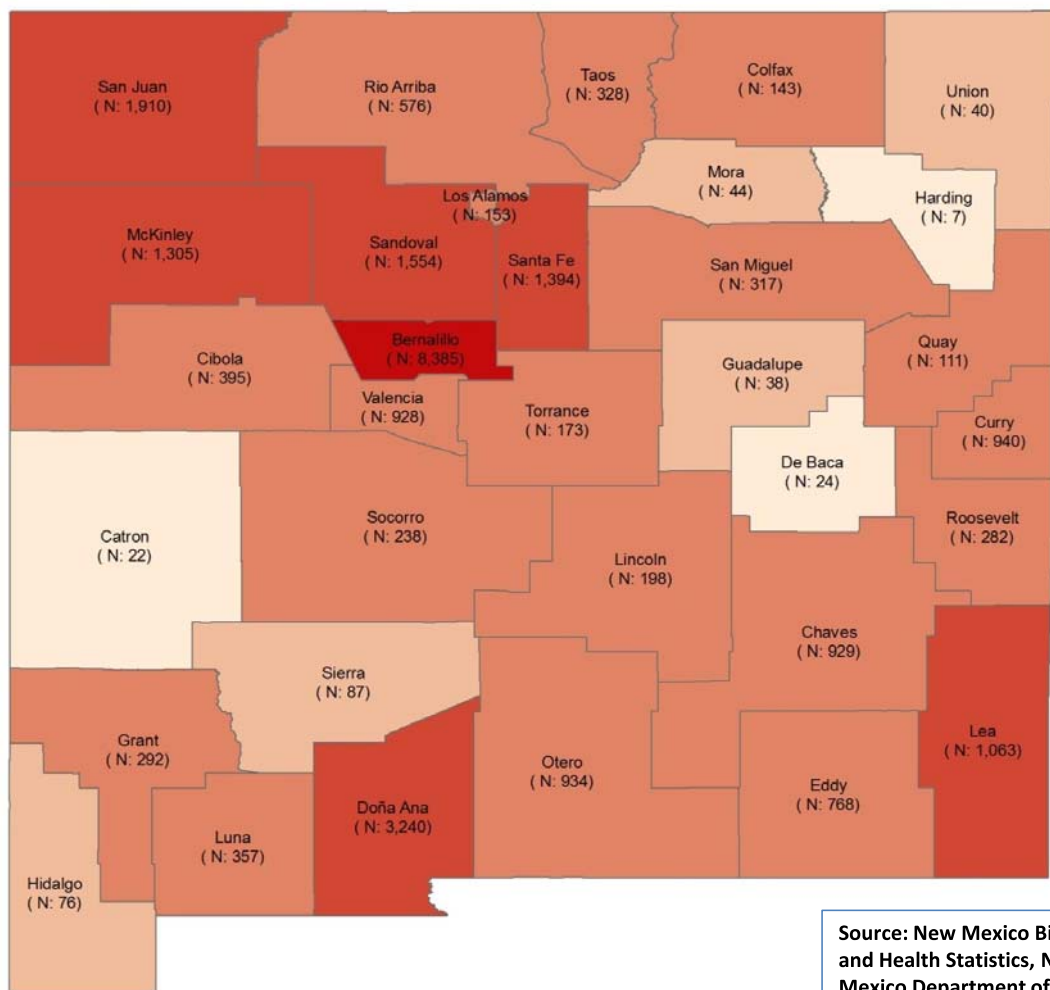 San Juan
( N: 1,910)
Rio Arriba
( N: 576)
Taos
( N: 328)
Colfax
( N: 143)
Union
( N: 40)
Mora
( N: 44)
Harding
( N: 7)
Los Alamos
( N: 153)
McKinley
( N: 1,305)
Sandoval
( N: 1,554)
Santa Fe
( N: 1,394)
San Miguel
( N: 317)
Bernalillo
( N: 8,385)
Cibola
( N: 395)
Quay
( N: 111)
Guadalupe
( N: 38)
Valencia
( N: 928)
Torrance
( N: 173)
Curry
( N: 940)
De Baca
( N: 24)
Catron
( N: 22)
Socorro
( N: 238)
Roosevelt
( N: 282)
Lincoln
( N: 198)
Chaves
( N: 929)
Sierra
( N: 87)
Grant
( N: 292)
Lea
( N: 1,063)
Otero
( N: 934)
Eddy
( N: 768)
Doña Ana
( N: 3,240)
Luna
( N: 357)
Hidalgo
( N: 76)
Source: New Mexico Bi
and Health Statistics, N
Mexico Department of